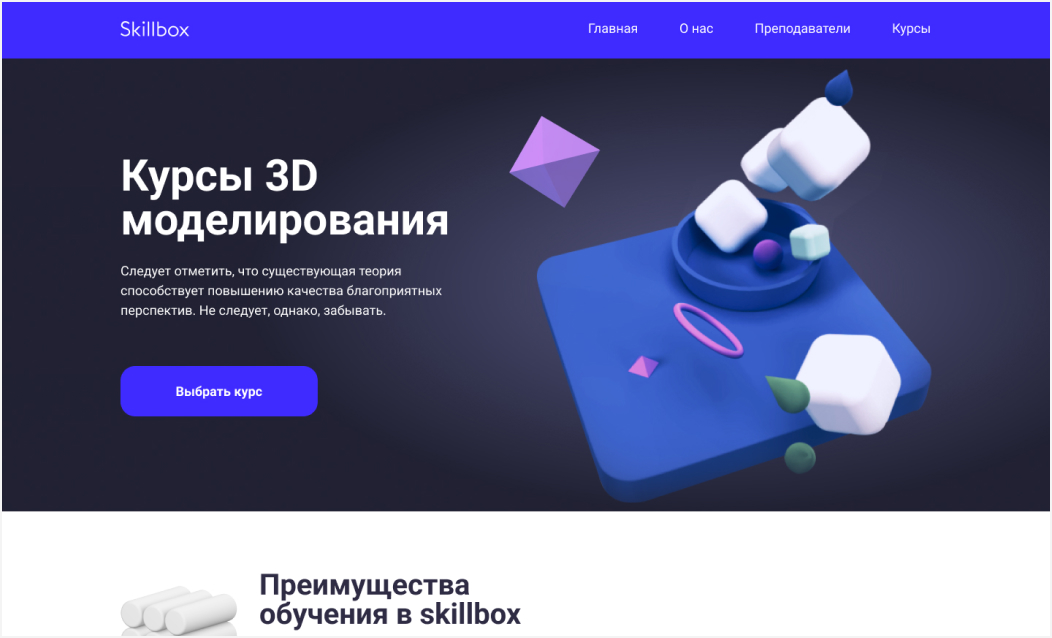 Skillbox
Главная О нас Преподаватели Курсы
Курсы 3D
моделирования
Следует отметить, что существующая теория
способствует повышению качества благоприятных
перспектив. Не следует, однако, забывать.
Выбрать курс
Преимущества
обучения в skillbox